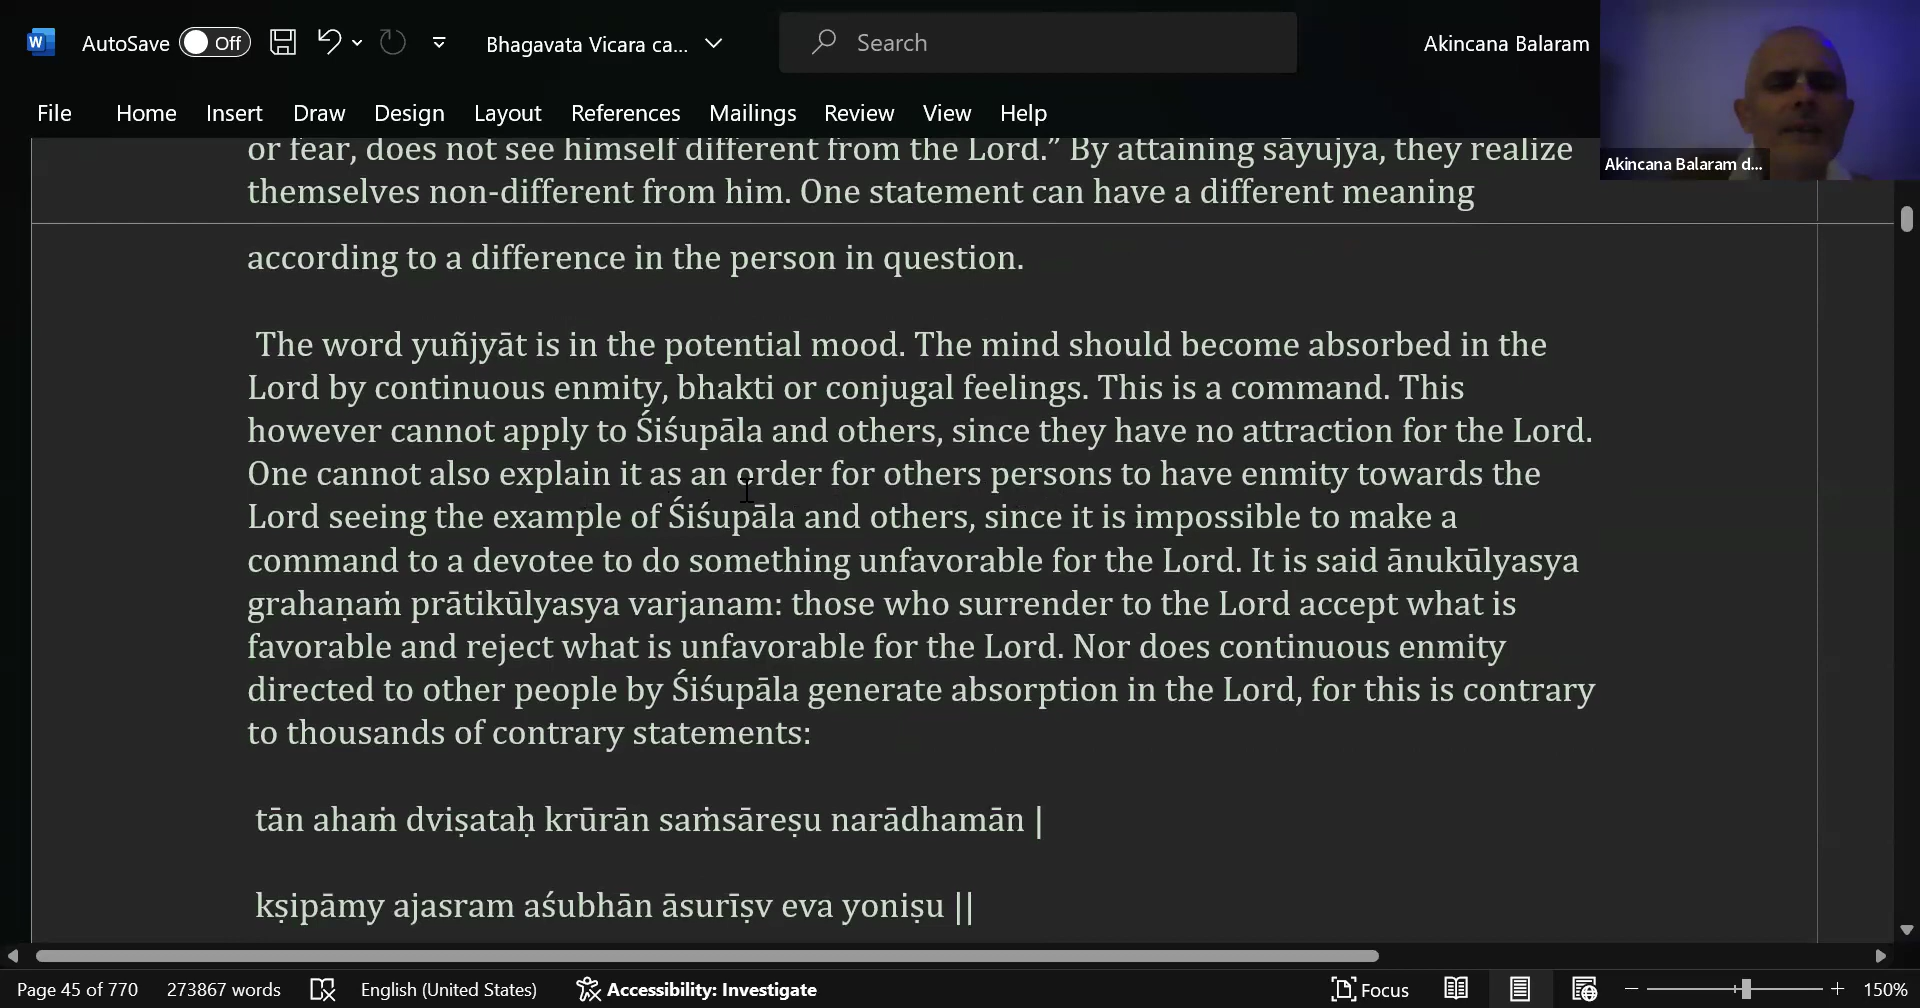 AutoSave Off Bhagavata Vicara ca... Search Akincana Balaram
File Home Insert Draw Design Layout References Mailings Review View Help
Akincana Balaram d...
or fear, does not see himself different from the Lord.” By attaining sāyujya, they realize
themselves non-different from him. One statement can have a different meaning
according to a difference in the person in question.
The word yuñjyāt is in the potential mood. The mind should become absorbed in the
Lord by continuous enmity, bhakti or conjugal feelings. This is a command. This
however cannot apply to Śiśupāla and others, since they have no attraction for the Lord.
One cannot also explain it as an order for others persons to have enmity towards the
Lord seeing the example of Śiśupāla and others, since it is impossible to make a
command to a devotee to do something unfavorable for the Lord. It is said ānukūlyasya
grahaṇaṁ prātikūlyasya varjanam: those who surrender to the Lord accept what is
favorable and reject what is unfavorable for the Lord. Nor does continuous enmity
directed to other people by Śiśupāla generate absorption in the Lord, for this is contrary
to thousands of contrary statements:
tān ahaṁ dviṣataḥ krūrān saṁsāreṣu narādhamān |
kṣipāmy ajasram aśubhān āsurīṣv eva yoniṣu ||
Page 45 of 770 273867 words English (United States) Accessibility: Investigate Focus 150%